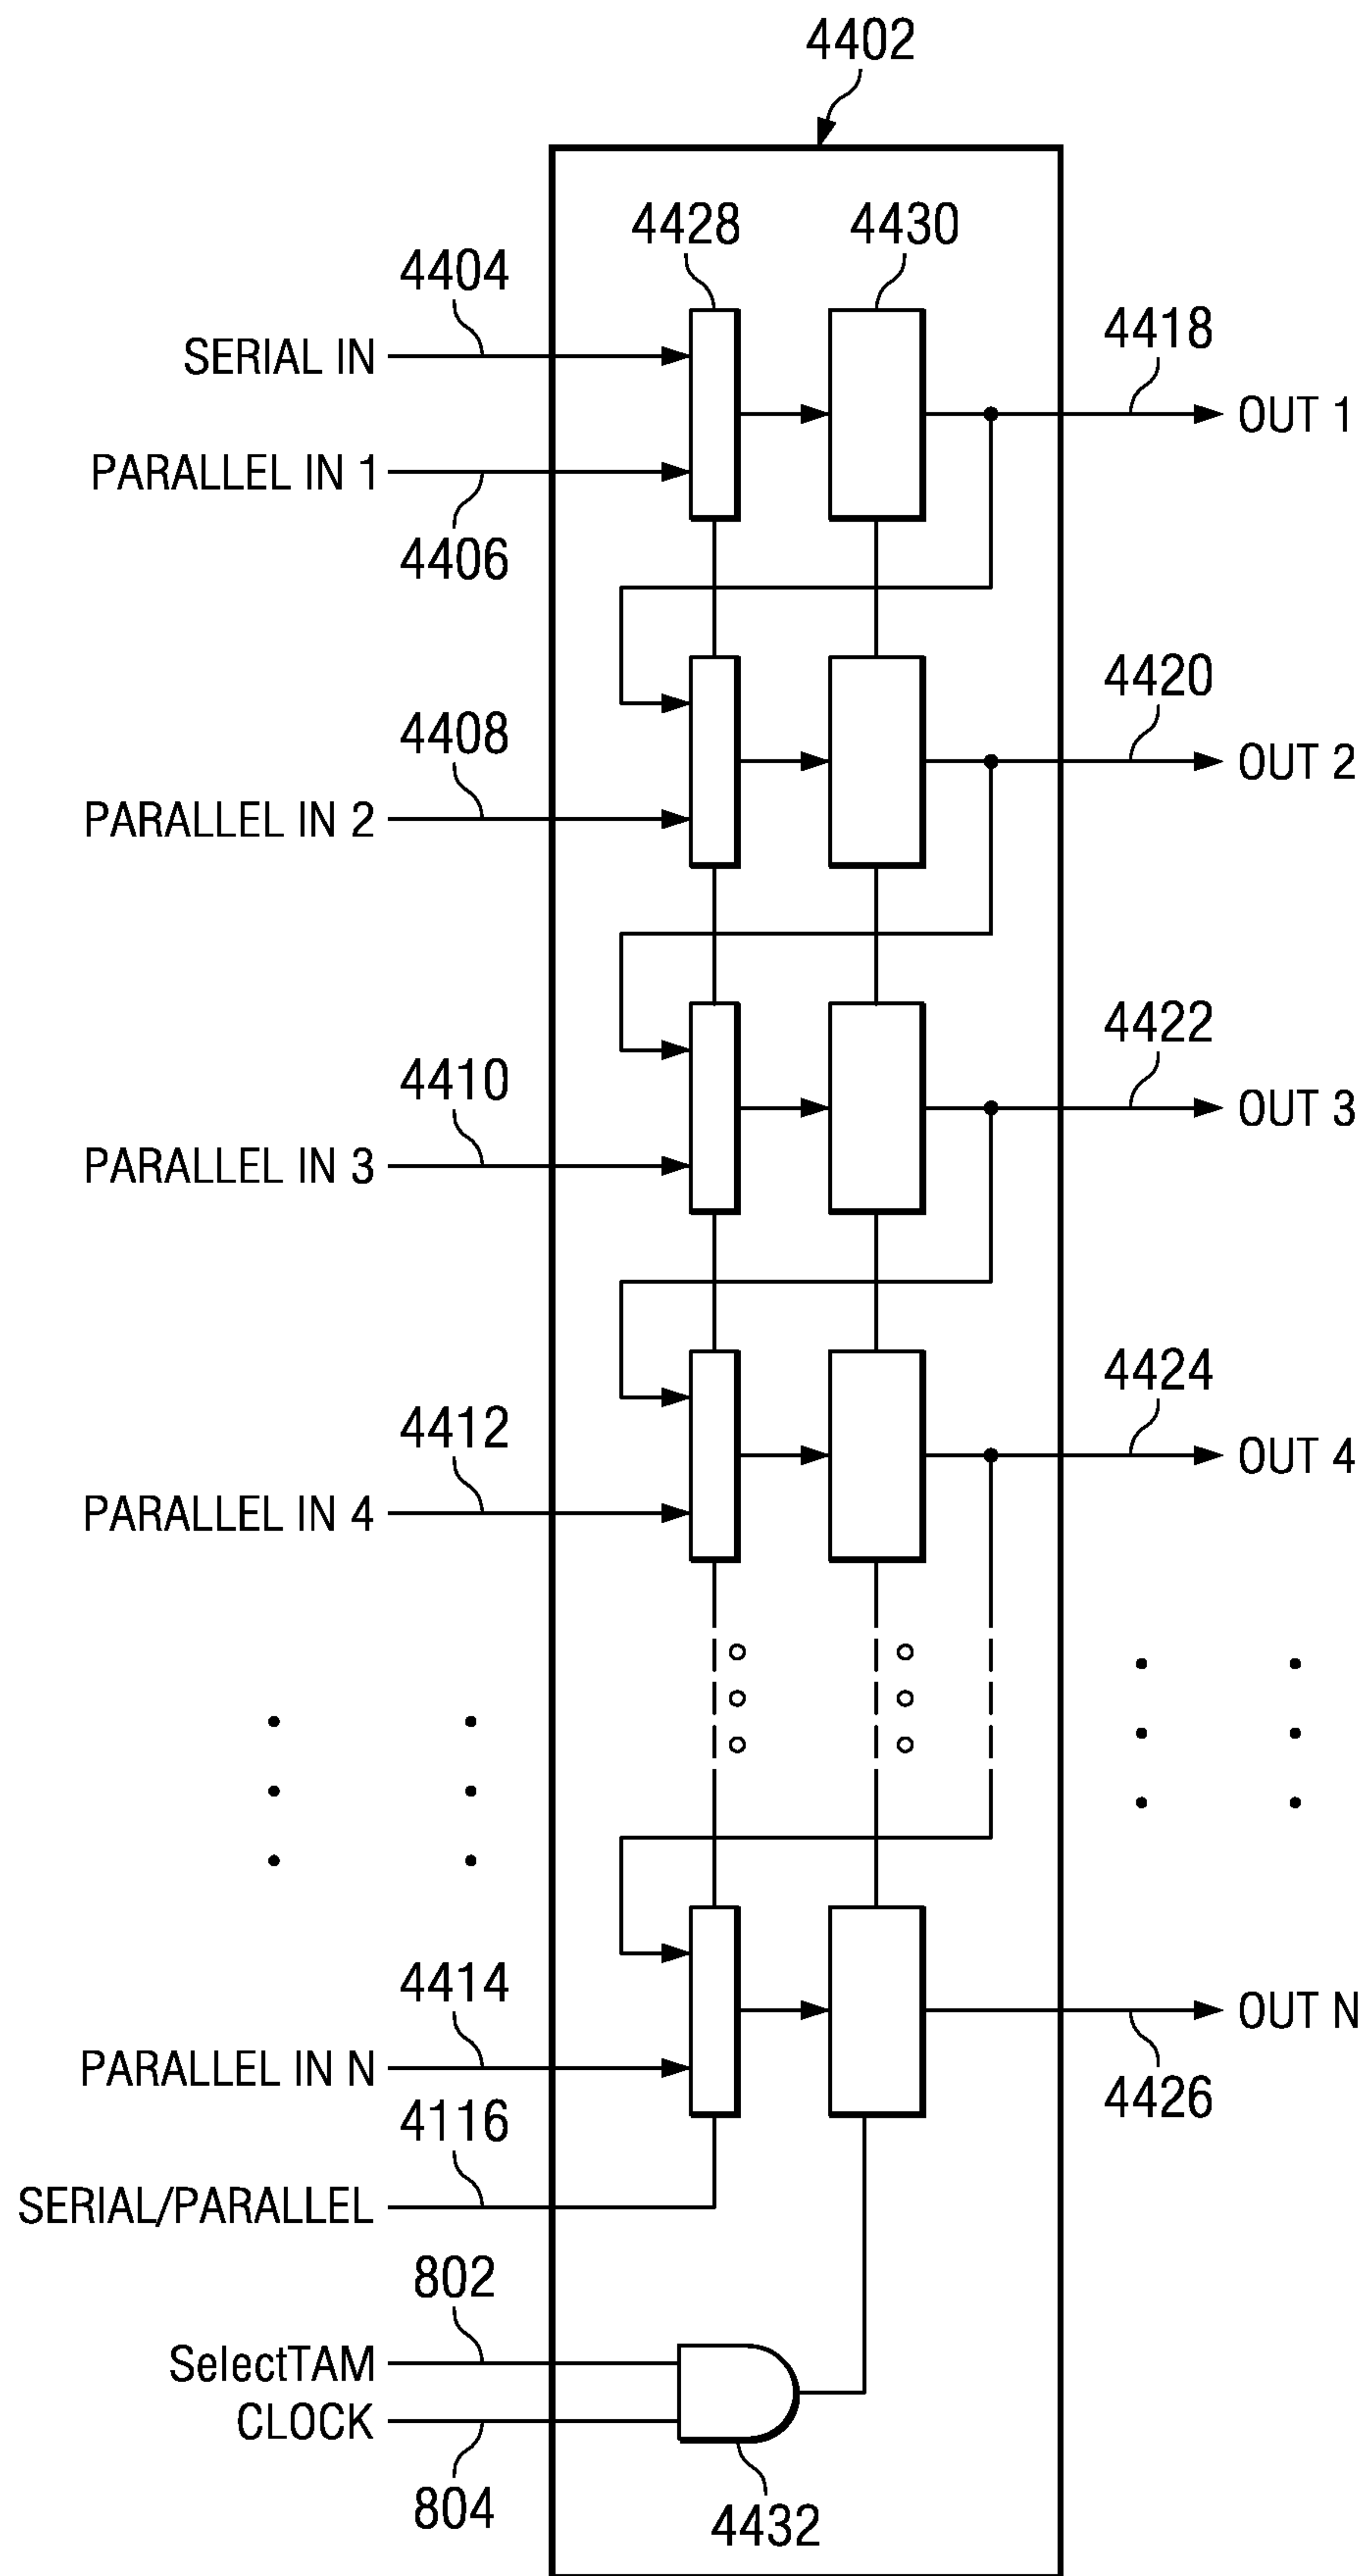 4402
4428
4430
4404
SERIAL IN
4418
OUT 1
PARALLEL IN 1
4406
4420
4408
OUT 2
PARALLEL IN 2
4422
4410
OUT 3
PARALLEL IN 3
4424
4412
OUT 4
PARALLEL IN 4
4414
OUT N
PARALLEL IN N
4426
4116
SERIAL/PARALLEL
802
SelectTAM
CLOCK
804
4432